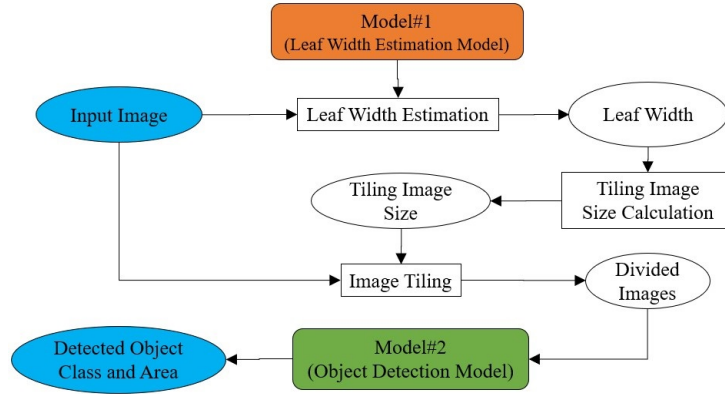 Model#1
(Leaf Width Estimation Model)
Input Image
Leaf Width Estimation
Leaf Width
Tiling Image
Size
Tiling Image
Size Calculation
Image Tiling
Divided
Images
Detected Object
Class and Area
Model#2
(Object Detection Model)